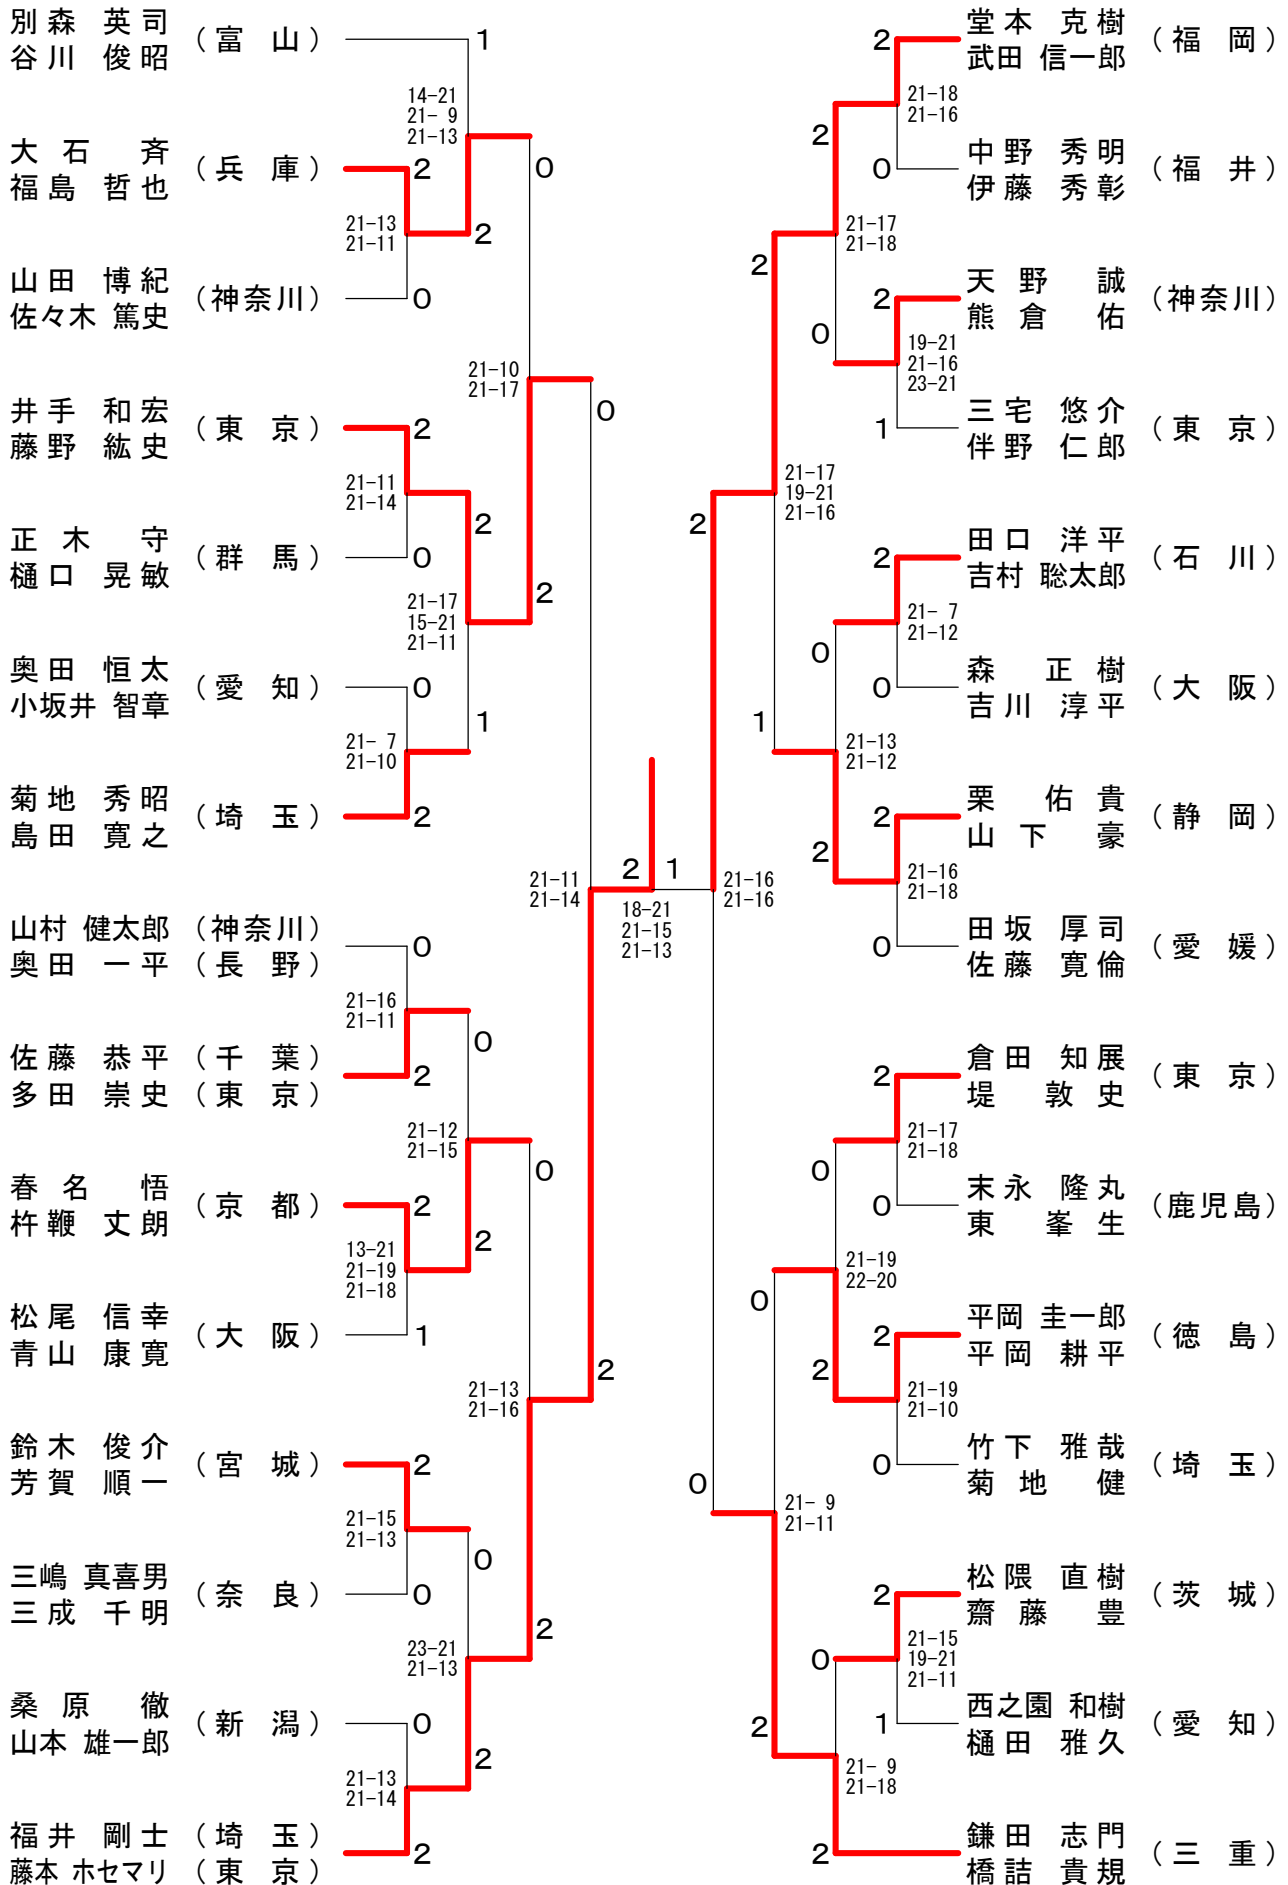 別森 英司
谷川 俊昭
（富 山）
1
14-21
21- 9
21-13
大石 斉
福島 哲也
（兵 庫）
2
0
21-13
21-11
2
山田 博紀
佐々木 篤史
（神奈川）
0
21-10
21-17
0
井手 和宏
藤野 紘史
（東 京）
2
21-11
21-14
2
正木 守
樋口 晃敏
（群 馬）
0
2
21-17
15-21
21-11
奥田 恒太
小坂井 智章
（愛 知）
0
1
21- 7
21-10
菊地 秀昭
島田 寛之
（埼 玉）
2
21-11
21-14
山村 健太郎（神奈川）
奥田 一平（長 野）
0
21-16
21-11
0
佐藤 恭平（千 葉）
多田 崇史（東 京）
2
21-12
21-15
0
春名 悟
杵鞭 丈朗
（京 都）
2
2
13-21
21-19
21-18
松尾 信幸
青山 康寛
（大 阪）
1
2
21-13
21-16
鈴木 俊介
芳賀 順一
（宮 城）
2
21-15
21-13
0
三嶋 真喜男
三成 千明
（奈 良）
0
2
23-21
21-13
桑原 徹
山本 雄一郎
（新 潟）
0
2
21-13
21-14
福井 剛士（埼 玉）
藤本 ホセマリ（東 京）
2
2
1
18-21
21-15
21-13
2
堂本 克樹
武田 信一郎
（福 岡）
21-18
21-16
2
0
中野 秀明
伊藤 秀彰
（福 井）
21-17
21-18
2
2
天野 誠
熊倉 佑
（神奈川）
0
19-21
21-16
23-21
1
三宅 悠介
伴野 仁郎
（東 京）
21-17
19-21
21-16
2
2
田口 洋平
吉村 聡太郎
（石 川）
21- 7
21-12
0
0
森 正樹
吉川 淳平
（大 阪）
1
21-13
21-12
2
栗 佑貴
山下 豪
（静 岡）
2
21-16
21-18
21-16
21-16
0
田坂 厚司
佐藤 寛倫
（愛 媛）
2
倉田 知展
堤 敦史
（東 京）
21-17
21-18
0
0
末永 隆丸
東 峯生
（鹿児島）
21-19
22-20
0
2
平岡 圭一郎
平岡 耕平
（徳 島）
2
21-19
21-10
0
竹下 雅哉
菊地 健
（埼 玉）
0
21- 9
21-11
2
松隈 直樹
齋藤 豊
（茨 城）
21-15
19-21
21-11
0
1
西之園 和樹
樋田 雅久
（愛 知）
2
21- 9
21-18
2
鎌田 志門
橋詰 貴規
（三 重）